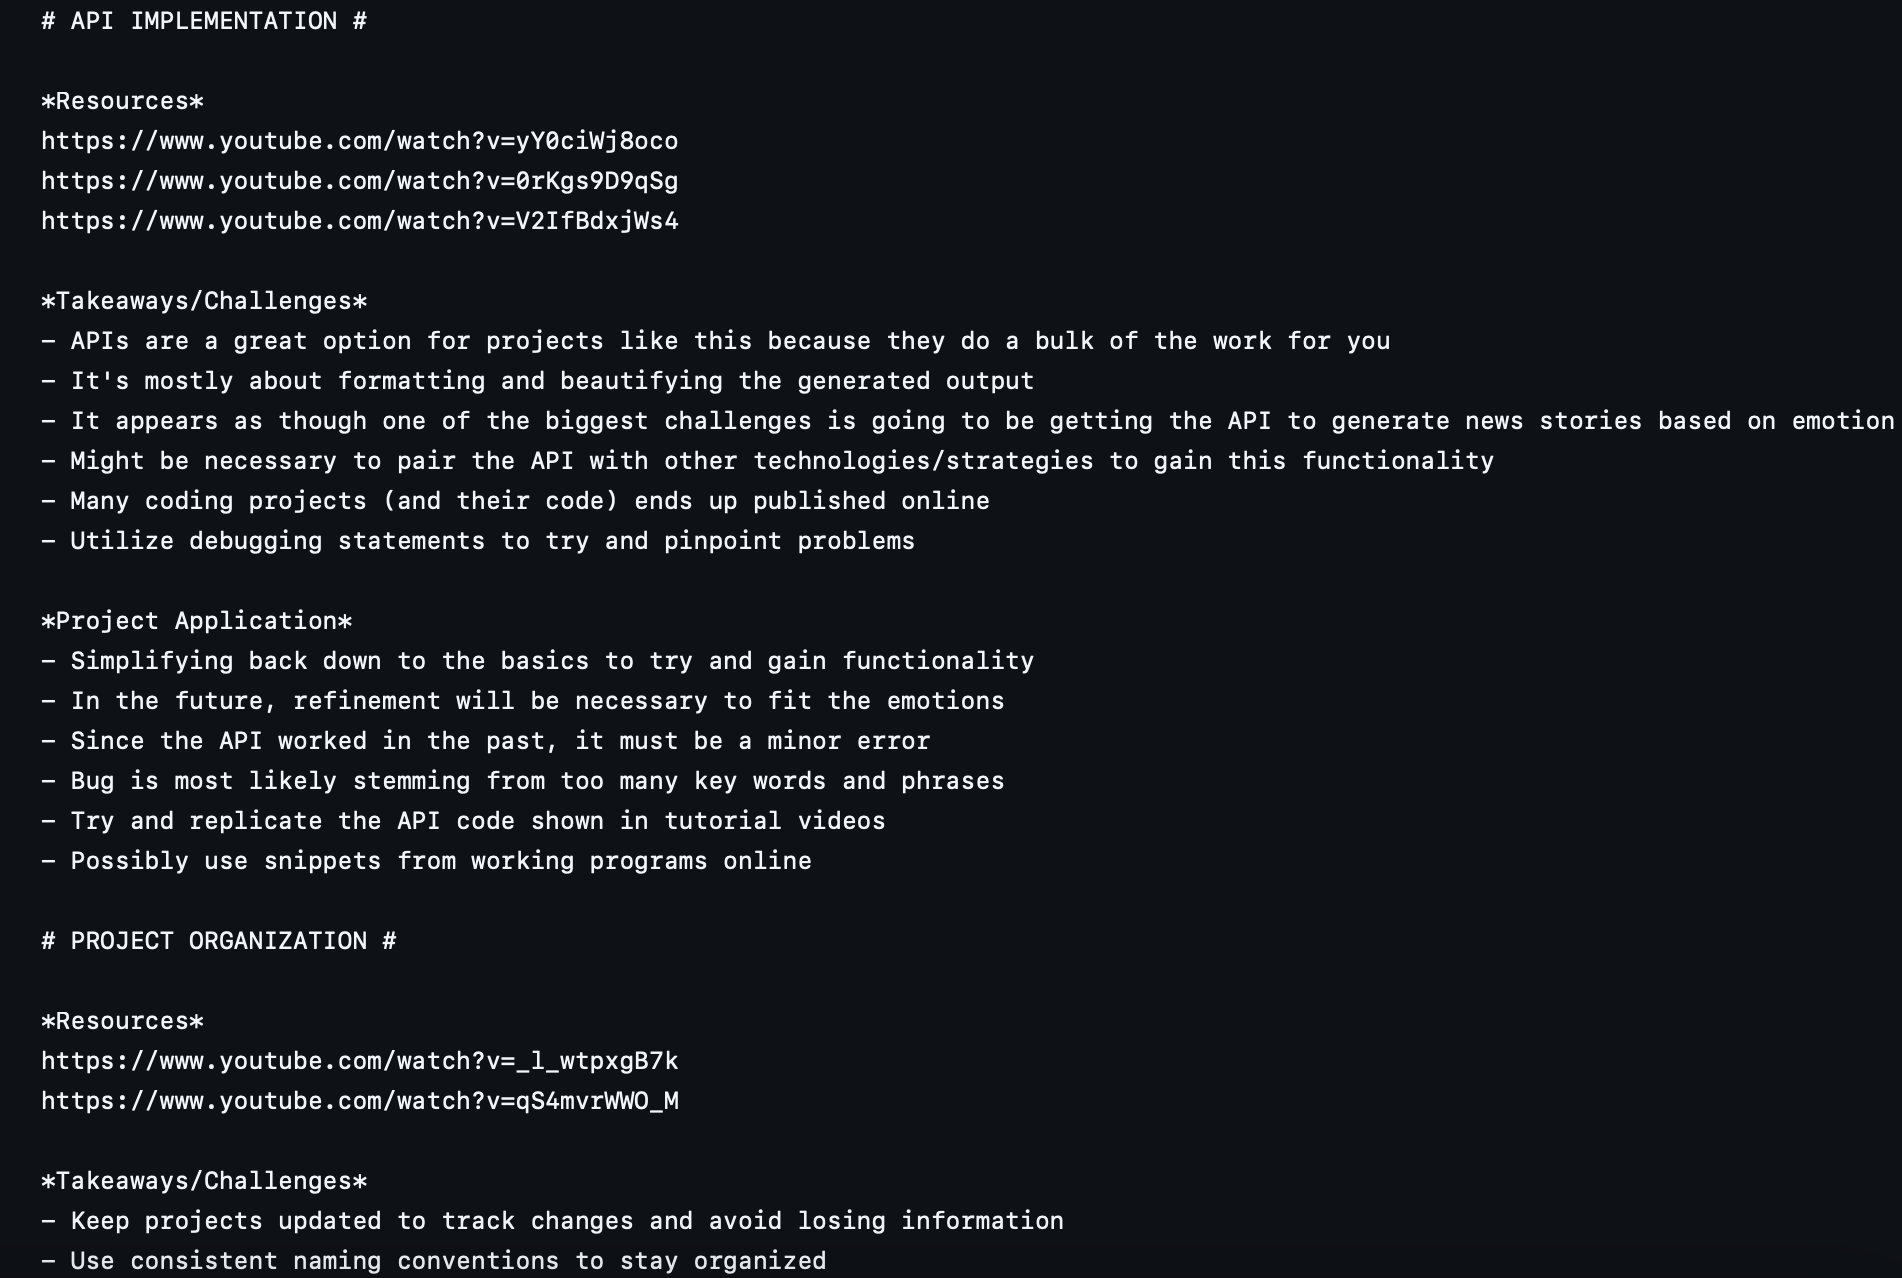 # API IMPLEMENTATION #
*Resources*
https://www.youtube.com/watch?v=yY0ciWj8oco
https://www.youtube.com/watch?v=0rKgs9D9qSg
https://www.youtube.com/watch?v=V2IfBdxjWs4
*Takeaways/Challenges*
– APIs are a great option for projects like this because they do a bulk of the work for you
– It's mostly about formatting and beautifying the generated output
– It appears as though one of the biggest challenges is going to be getting the API to generate news stories based on emotion
– Might be necessary to pair the API with other technologies/strategies to gain this functionality
– Many coding projects (and their code) ends up published online
– Utilize debugging statements to try and pinpoint problems
*Project Application*
– Simplifying back down to the basics to try and gain functionality
– In the future, refinement will be necessary to fit the emotions
– Since the API worked in the past, it must be a minor error
– Bug is most likely stemming from too many key words and phrases
– Try and replicate the API code shown in tutorial videos
– Possibly use snippets from working programs online
# PROJECT ORGANIZATION #
*Resources*
https://www.youtube.com/watch?v=_l_wtpxgB7k
https://www.youtube.com/watch?v=qS4mvrWWO_M
*Takeaways/Challenges*
– Keep projects updated to track changes and avoid losing information
– Use consistent naming conventions to stay organized